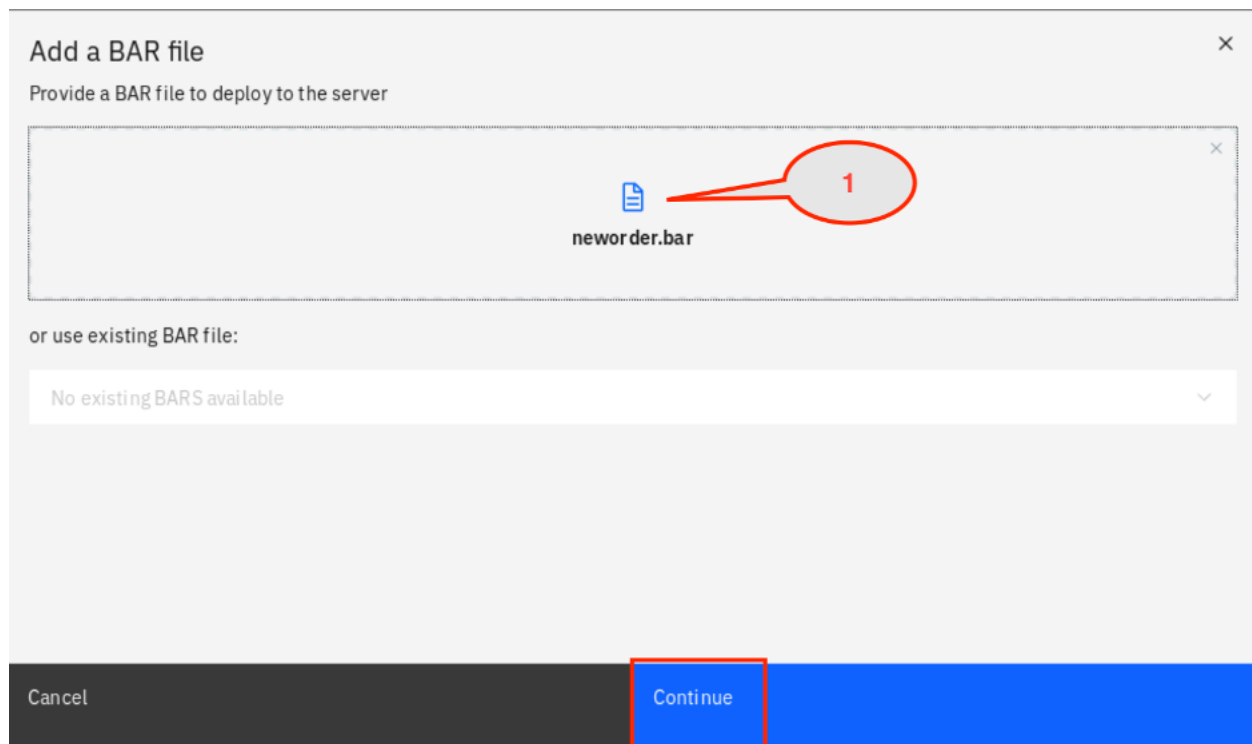 Add a BAR file
Provide a BAR file to deploy to the server
1
neworder.bar
or use existing BAR file:
No existing BARS available
Cancel
Continue